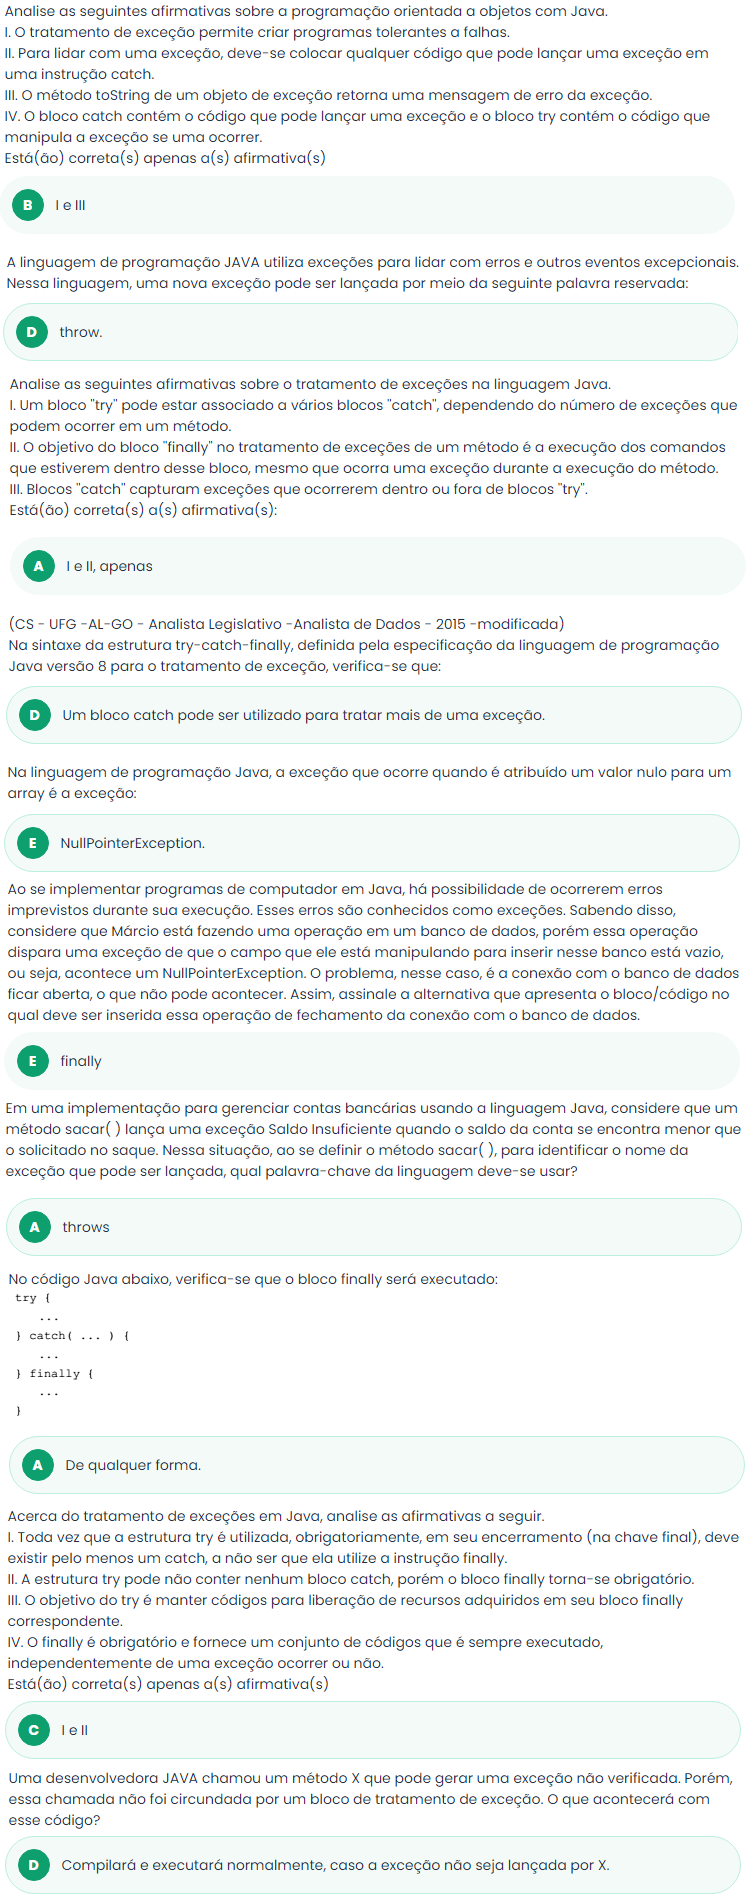 Analise as seguintes afirmativas sobre a programação orientada a objetos com Java.
I. O tratamento de exceção permite criar programas tolerantes a falhas.
II. Para lidar com uma exceção, deve-se colocar qualquer código que pode lançar uma exceção em
uma instrução catch.
III. O método toString de um objeto de exceção retorna uma mensagem de erro da exceção.
IV. O bloco catch contém o código que pode lançar uma exceção e o bloco try contém o código que
manipula a exceção se uma ocorrer.
Está(ão) correta(s) apenas a(s) afirmativa(s)
B I e III
A linguagem de programação JAVA utiliza exceções para lidar com erros e outros eventos excepcionais.
Nessa linguagem, uma nova exceção pode ser lançada por meio da seguinte palavra reservada:
D throw.
Analise as seguintes afirmativas sobre o tratamento de exceções na linguagem Java.
I. Um bloco "try" pode estar associado a vários blocos "catch", dependendo do número de exceções que
podem ocorrer em um método.
II. O objetivo do bloco "finally" no tratamento de exceções de um método é a execução dos comandos
que estiverem dentro desse bloco, mesmo que ocorra uma exceção durante a execução do método.
III. Blocos "catch" capturam exceções que ocorrerem dentro ou fora de blocos "try".
Está(ão) correta(s) a(s) afirmativa(s):
A I e II, apenas
(CS - UFG -AL-GO - Analista Legislativo -Analista de Dados - 2015 -modificada)
Na sintaxe da estrutura try-catch-finally, definida pela especificação da linguagem de programação
Java versão 8 para o tratamento de exceção, verifica-se que:
D Um bloco catch pode ser utilizado para tratar mais de uma exceção.
Na linguagem de programação Java, a exceção que ocorre quando é atribuído um valor nulo para um
array é a exceção:
E NullPointerException.
Ao se implementar programas de computador em Java, há possibilidade de ocorrerem erros
imprevistos durante sua execução. Esses erros são conhecidos como exceções. Sabendo disso,
considere que Márcio está fazendo uma operação em um banco de dados, porém essa operação
dispara uma exceção de que o campo que ele está manipulando para inserir nesse banco está vazio,
ou seja, acontece um NullPointerException. O problema, nesse caso, é a conexão com o banco de dados
ficar aberta, o que não pode acontecer. Assim, assinale a alternativa que apresenta o bloco/código no
qual deve ser inserida essa operação de fechamento da conexão com o banco de dados.
E finally
Em uma implementação para gerenciar contas bancárias usando a linguagem Java, considere que um
método sacar( ) lança uma exceção Saldo Insuficiente quando o saldo da conta se encontra menor que
o solicitado no saque. Nessa situação, ao se definir o método sacar( ), para identificar o nome da
exceção que pode ser lançada, qual palavra-chave da linguagem deve-se usar?
A throws
No código Java abaixo, verifica-se que o bloco finally será executado:
try {
...
} catch( ... ) {
...
} finally {
...
}
A De qualquer forma.
Acerca do tratamento de exceções em Java, analise as afirmativas a seguir.
I. Toda vez que a estrutura try é utilizada, obrigatoriamente, em seu encerramento (na chave final), deve
existir pelo menos um catch, a não ser que ela utilize a instrução finally.
II. A estrutura try pode não conter nenhum bloco catch, porém o bloco finally torna-se obrigatório.
III. O objetivo do try é manter códigos para liberação de recursos adquiridos em seu bloco finally
correspondente.
IV. O finally é obrigatório e fornece um conjunto de códigos que é sempre executado,
independentemente de uma exceção ocorrer ou não.
Está(ão) correta(s) apenas a(s) afirmativa(s)
C I e II
Uma desenvolvedora JAVA chamou um método X que pode gerar uma exceção não verificada. Porém,
essa chamada não foi circundada por um bloco de tratamento de exceção. O que acontecerá com
esse código?
D Compilará e executará normalmente, caso a exceção não seja lançada por X.